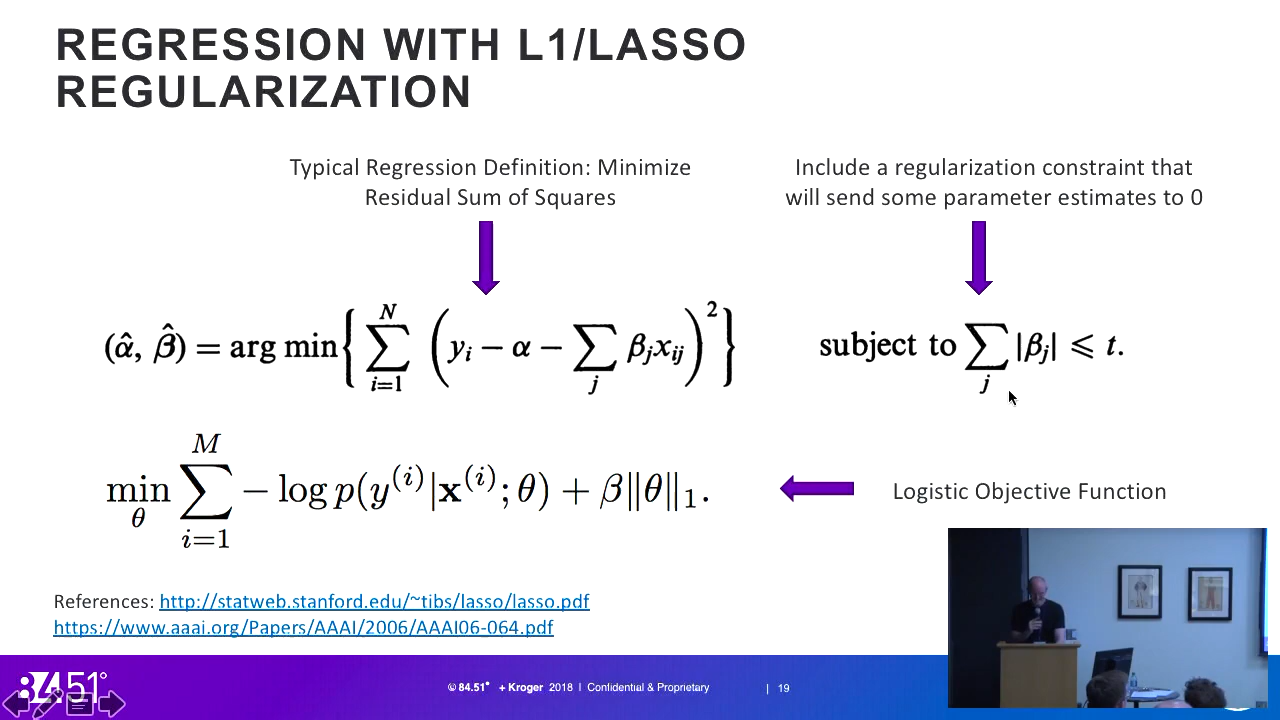 REGRESSION WITH L1/LASSO
REGULARIZATION
Typical Regression Definition: Minimize
Residual Sum of Squares
Include a regularization constraint that
will send some parameter estimates to 0
(α̂, β̂) = arg min{ ∑_{i=1}^{N} (y_i − α − ∑_j β_j x_{ij})^2 }
subject to ∑_j |β_j| ⩽ t.
min_θ ∑_{i=1}^{M} − log p(y^{(i)}|x^{(i)}; θ) + β‖θ‖_1.
Logistic Objective Function
References: http://statweb.stanford.edu/~tibs/lasso/lasso.pdf
https://www.aaai.org/Papers/AAAI/2006/AAAI06-064.pdf
84.51°
© 84.51° + Kroger 2018 | Confidential & Proprietary | 19